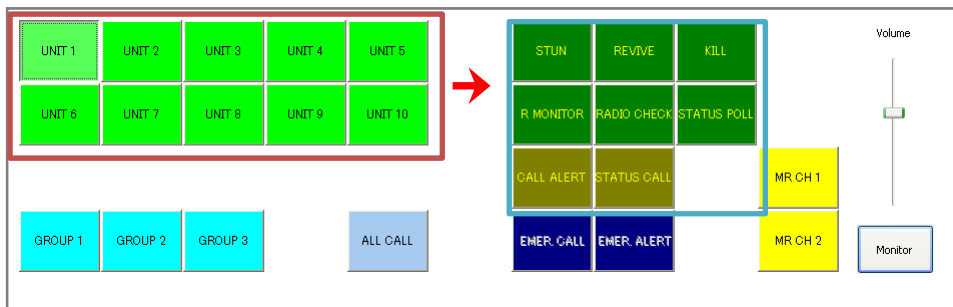 UNIT 1 UNIT 2 UNIT 3 UNIT 4 UNIT 5
UNIT 6 UNIT 7 UNIT 8 UNIT 9 UNIT 10
GROUP 1 GROUP 2 GROUP 3 ALL CALL
STUN REVIVE KILL
R MONITOR RADIO CHECK STATUS POLL
CALL ALERT STATUS CALL MR CH 1
EMER. CALL EMER. ALERT MR CH 2
Volume
Monitor